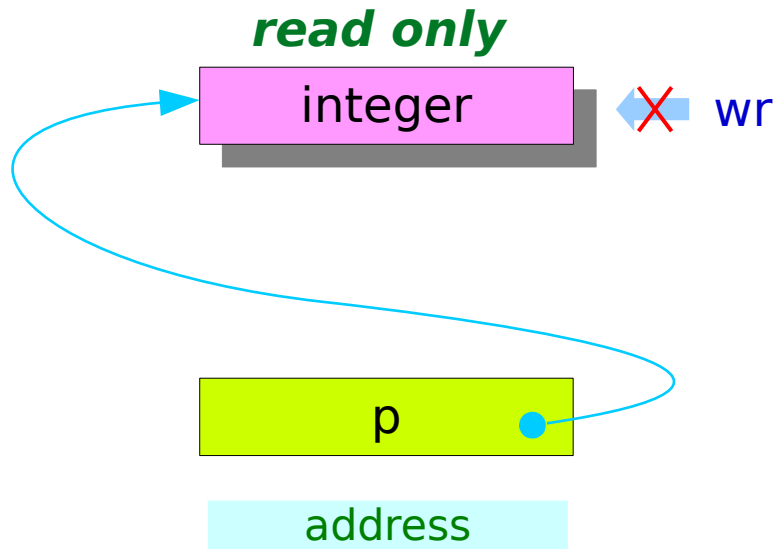 read only
integer
wr
p
address